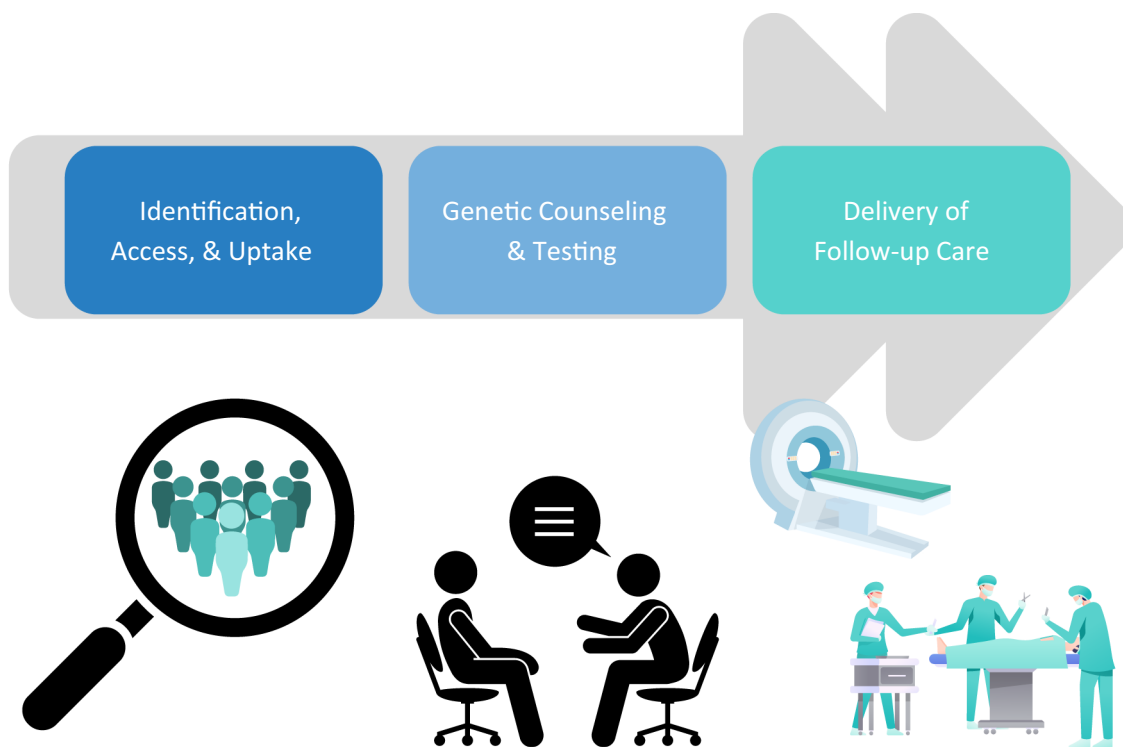 Identification,
Access, & Uptake
Genetic Counseling
& Testing
Delivery of
Follow-up Care